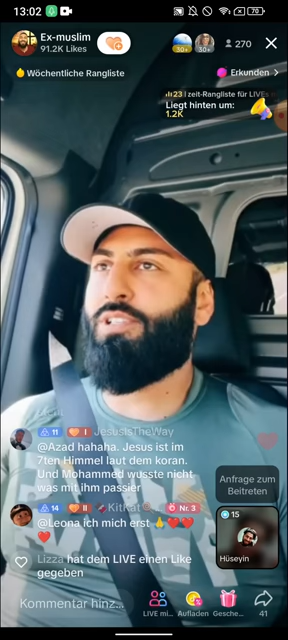 13:02
70
Ex-muslim
91.2K Likes
30+
30+
270
Wöchentliche Rangliste
Erkunden >
23
zeit-Rangliste für LIVEs
Liegt hinten um:
1.2K
11 I JesusIsTheWay
@Azad hahaha. Jesus ist im
7ten Himmel laut dem koran.
Und Mohammed wusste nicht
was mit ihm passier
14 II KitKat Nr. 3
@Leona ich mich erst 🙏❤️❤️
❤️
Lizza hat dem LIVE einen Like
gegeben
Anfrage zum
Beitreten
15
Hüseyin
Kommentar hinz...
LIVE mi...
Aufladen
Gesche...
41